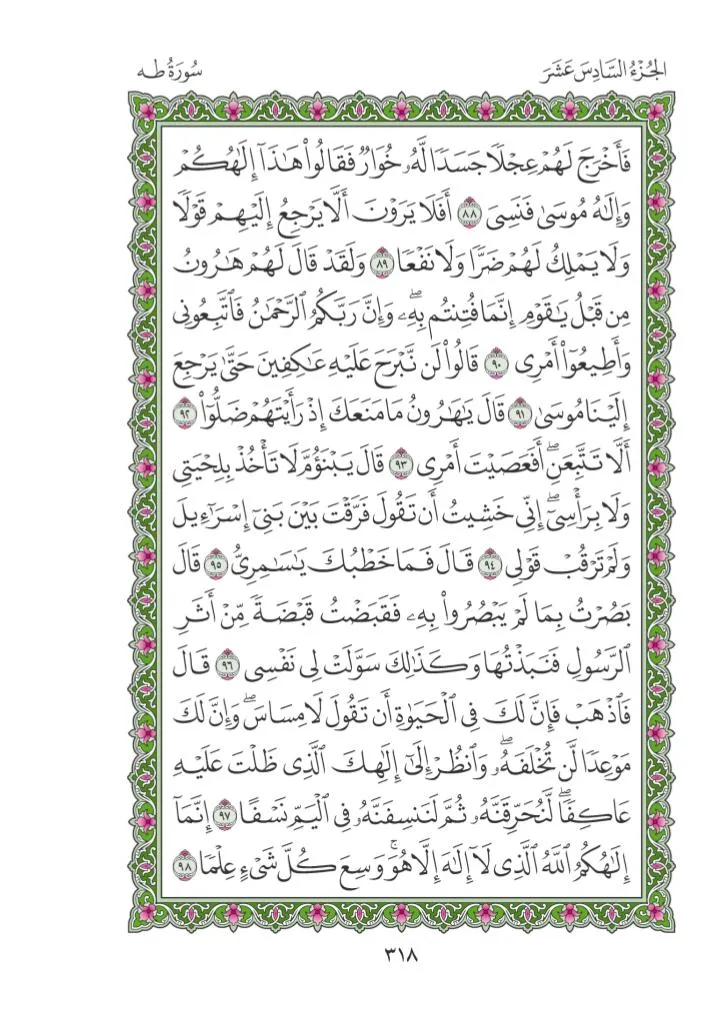 الجُزْءُ السَّادِسَ عَشَرَ
سُورَةُ طه
فَأَخْرَجَ لَهُمْ عِجْلًا جَسَدًا لَّهُۥ خُوَارٌ فَقَالُوا۟ هَٰذَآ إِلَٰهُكُمْ
وَإِلَٰهُ مُوسَىٰ فَنَسِىَ ٨٨ أَفَلَا يَرَوْنَ أَلَّا يَرْجِعُ إِلَيْهِمْ قَوْلًا
وَلَا يَمْلِكُ لَهُمْ ضَرًّا وَلَا نَفْعًا ٨٩ وَلَقَدْ قَالَ لَهُمْ هَٰرُونُ
مِن قَبْلُ يَٰقَوْمِ إِنَّمَا فُتِنتُم بِهِۦۖ وَإِنَّ رَبَّكُمُ ٱلرَّحْمَٰنُ فَٱتَّبِعُونِى
وَأَطِيعُوٓا۟ أَمْرِى ٩٠ قَالُوا۟ لَن نَّبْرَحَ عَلَيْهِ عَٰكِفِينَ حَتَّىٰ يَرْجِعَ
إِلَيْنَا مُوسَىٰ ٩١ قَالَ يَٰهَٰرُونُ مَا مَنَعَكَ إِذْ رَأَيْتَهُمْ ضَلُّوٓا۟ ٩٢
أَلَّا تَتَّبِعَنِۖ أَفَعَصَيْتَ أَمْرِى ٩٣ قَالَ يَبْنَؤُمَّ لَا تَأْخُذْ بِلِحْيَتِى
وَلَا بِرَأْسِىٓۖ إِنِّى خَشِيتُ أَن تَقُولَ فَرَّقْتَ بَيْنَ بَنِىٓ إِسْرَٰٓءِيلَ
وَلَمْ تَرْقُبْ قَوْلِى ٩٤ قَالَ فَمَا خَطْبُكَ يَٰسَٰمِرِىُّ ٩٥ قَالَ
بَصُرْتُ بِمَا لَمْ يَبْصُرُوا۟ بِهِۦ فَقَبَضْتُ قَبْضَةً مِّنْ أَثَرِ
ٱلرَّسُولِ فَنَبَذْتُهَا وَكَذَٰلِكَ سَوَّلَتْ لِى نَفْسِى ٩٦ قَالَ
فَٱذْهَبْ فَإِنَّ لَكَ فِى ٱلْحَيَوٰةِ أَن تَقُولَ لَا مِسَاسَۖ وَإِنَّ لَكَ
مَوْعِدًا لَّن تُخْلَفَهُۥۖ وَٱنظُرْ إِلَىٰٓ إِلَٰهِكَ ٱلَّذِى ظَلْتَ عَلَيْهِ
عَاكِفًاۖ لَّنُحَرِّقَنَّهُۥ ثُمَّ لَنَنسِفَنَّهُۥ فِى ٱلْيَمِّ نَسْفًا ٩٧ إِنَّمَآ
إِلَٰهُكُمُ ٱللَّهُ ٱلَّذِى لَآ إِلَٰهَ إِلَّا هُوَۚ وَسِعَ كُلَّ شَىْءٍ عِلْمًا ٩٨
٣١٨